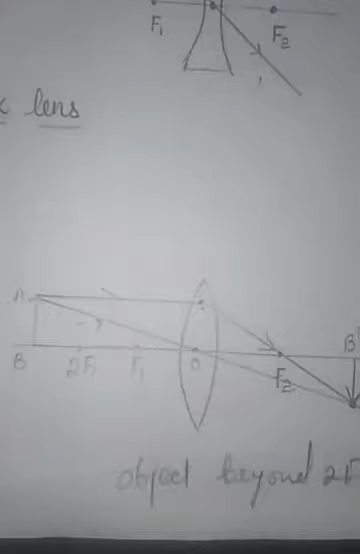 F₁ F₂
lens
A
B 2F₁ F₁ O F₂ B
object beyond 2F